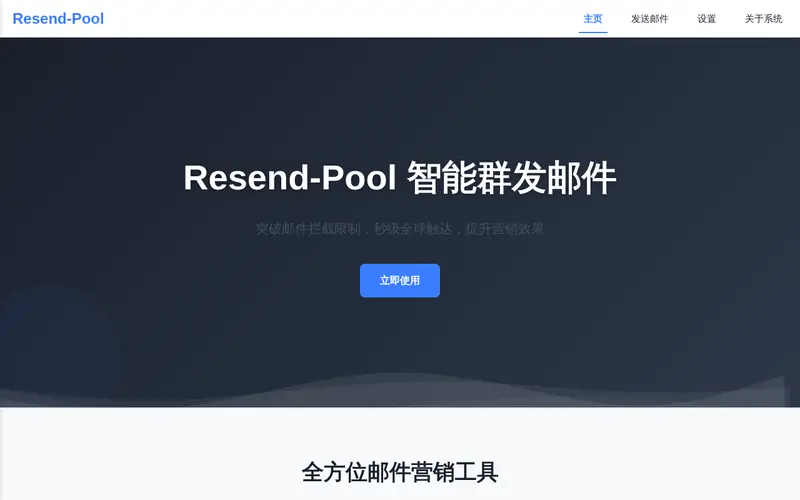 Resend-Pool
主页
发送邮件
设置
关于系统
Resend-Pool 智能群发邮件
突破邮件拦截限制，秒级全球触达，提升营销效果
立即使用
全方位邮件营销工具